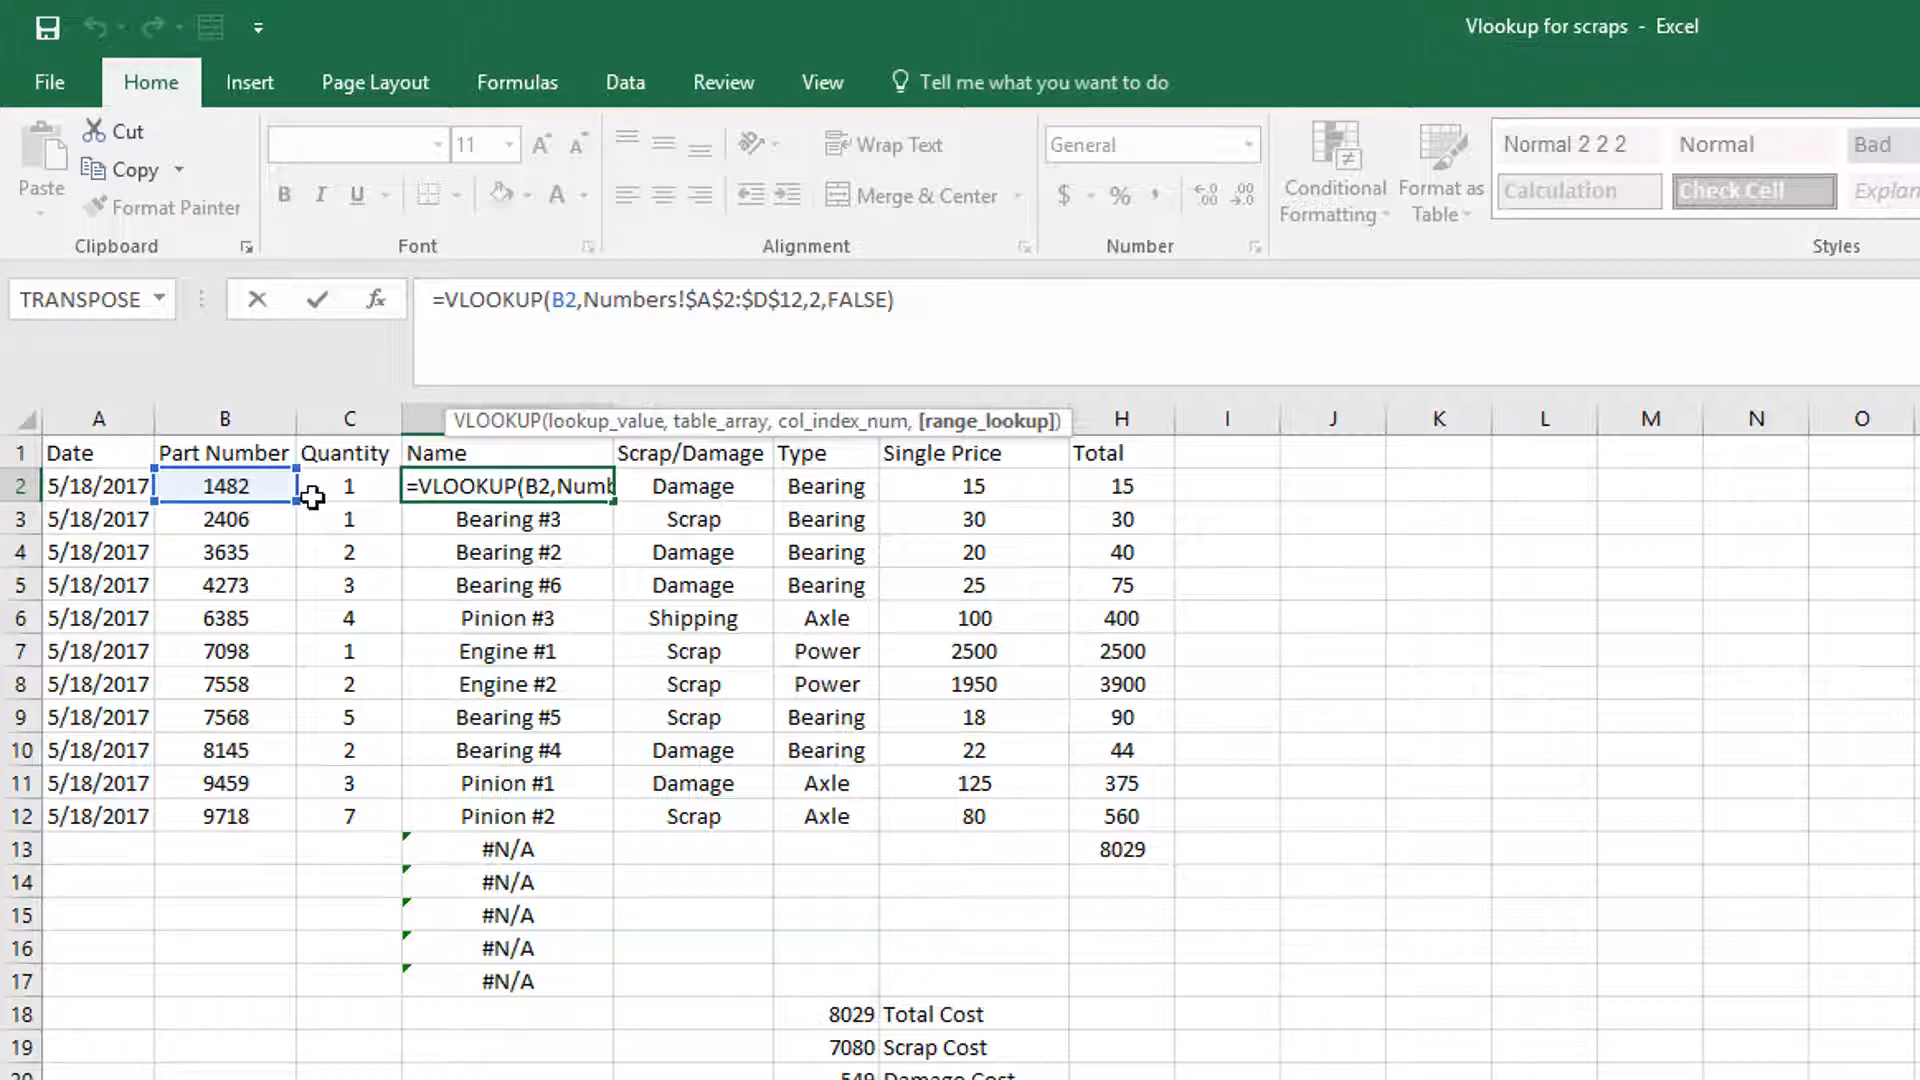 Vlookup for scraps - Excel
File Home Insert Page Layout Formulas Data Review View Tell me what you want to do
Paste
Cut
Copy
Format Painter
Clipboard
11
B I U
Font
Wrap Text
Merge & Center
Alignment
General
$ %
Number
Conditional Formatting
Format as Table
Normal 2 2 2 Normal Bad
Calculation Check Cell Explan
Styles
TRANSPOSE fx =VLOOKUP(B2,Numbers!$A$2:$D$12,2,FALSE)
VLOOKUP(lookup_value, table_array, col_index_num, [range_lookup])
A B C H I J K L M N O
1 Date Part Number Quantity Name Scrap/Damage Type Single Price Total
2 5/18/2017 1482 1 =VLOOKUP(B2,Numb Damage Bearing 15 15
3 5/18/2017 2406 1 Bearing #3 Scrap Bearing 30 30
4 5/18/2017 3635 2 Bearing #2 Damage Bearing 20 40
5 5/18/2017 4273 3 Bearing #6 Damage Bearing 25 75
6 5/18/2017 6385 4 Pinion #3 Shipping Axle 100 400
7 5/18/2017 7098 1 Engine #1 Scrap Power 2500 2500
8 5/18/2017 7558 2 Engine #2 Scrap Power 1950 3900
9 5/18/2017 7568 5 Bearing #5 Scrap Bearing 18 90
10 5/18/2017 8145 2 Bearing #4 Damage Bearing 22 44
11 5/18/2017 9459 3 Pinion #1 Damage Axle 125 375
12 5/18/2017 9718 7 Pinion #2 Scrap Axle 80 560
13 #N/A 8029
14 #N/A
15 #N/A
16 #N/A
17 #N/A
18 8029 Total Cost
19 7080 Scrap Cost
20 549 Damage Cost